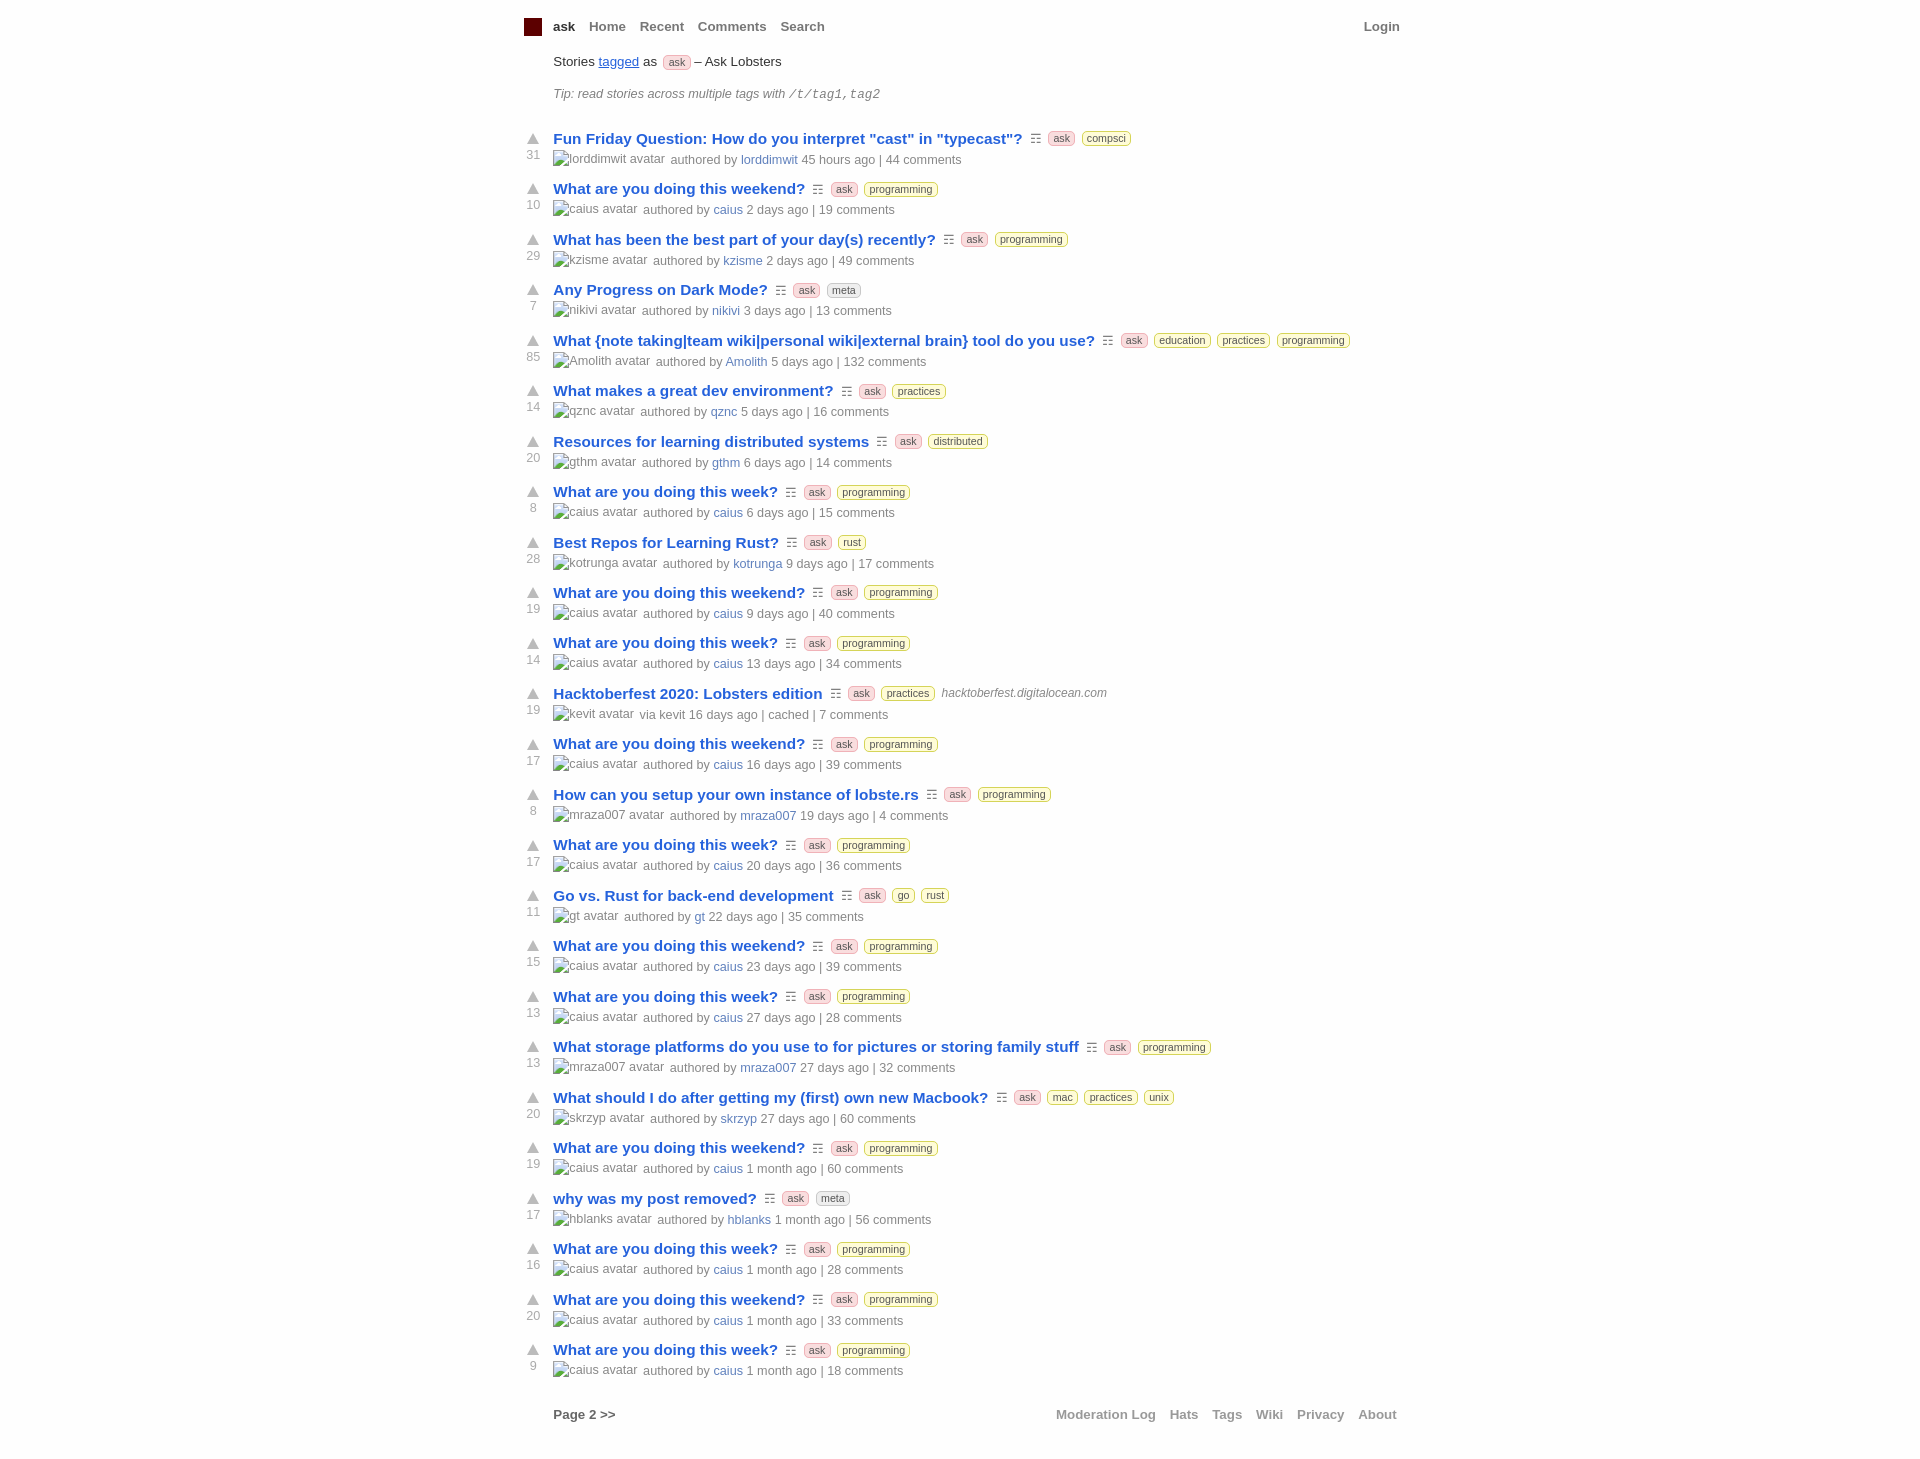 ask Home Recent Comments Search Login
Stories tagged as ask – Ask Lobsters
Tip: read stories across multiple tags with /t/tag1,tag2
Fun Friday Question: How do you interpret "cast" in "typecast"? ☶ ask compsci
31 lorddimwit avatar authored by lorddimwit 45 hours ago | 44 comments
What are you doing this weekend? ☶ ask programming
10 caius avatar authored by caius 2 days ago | 19 comments
What has been the best part of your day(s) recently? ☶ ask programming
29 kzisme avatar authored by kzisme 2 days ago | 49 comments
Any Progress on Dark Mode? ☶ ask meta
7 nikivi avatar authored by nikivi 3 days ago | 13 comments
What {note taking|team wiki|personal wiki|external brain} tool do you use? ☶ ask education practices programming
85 Amolith avatar authored by Amolith 5 days ago | 132 comments
What makes a great dev environment? ☶ ask practices
14 qznc avatar authored by qznc 5 days ago | 16 comments
Resources for learning distributed systems ☶ ask distributed
20 gthm avatar authored by gthm 6 days ago | 14 comments
What are you doing this week? ☶ ask programming
8 caius avatar authored by caius 6 days ago | 15 comments
Best Repos for Learning Rust? ☶ ask rust
28 kotrunga avatar authored by kotrunga 9 days ago | 17 comments
What are you doing this weekend? ☶ ask programming
19 caius avatar authored by caius 9 days ago | 40 comments
What are you doing this week? ☶ ask programming
14 caius avatar authored by caius 13 days ago | 34 comments
Hacktoberfest 2020: Lobsters edition ☶ ask practices hacktoberfest.digitalocean.com
19 kevit avatar via kevit 16 days ago | cached | 7 comments
What are you doing this weekend? ☶ ask programming
17 caius avatar authored by caius 16 days ago | 39 comments
How can you setup your own instance of lobste.rs ☶ ask programming
8 mraza007 avatar authored by mraza007 19 days ago | 4 comments
What are you doing this week? ☶ ask programming
17 caius avatar authored by caius 20 days ago | 36 comments
Go vs. Rust for back-end development ☶ ask go rust
11 gt avatar authored by gt 22 days ago | 35 comments
What are you doing this weekend? ☶ ask programming
15 caius avatar authored by caius 23 days ago | 39 comments
What are you doing this week? ☶ ask programming
13 caius avatar authored by caius 27 days ago | 28 comments
What storage platforms do you use to for pictures or storing family stuff ☶ ask programming
13 mraza007 avatar authored by mraza007 27 days ago | 32 comments
What should I do after getting my (first) own new Macbook? ☶ ask mac practices unix
20 skrzyp avatar authored by skrzyp 27 days ago | 60 comments
What are you doing this weekend? ☶ ask programming
19 caius avatar authored by caius 1 month ago | 60 comments
why was my post removed? ☶ ask meta
17 hblanks avatar authored by hblanks 1 month ago | 56 comments
What are you doing this week? ☶ ask programming
16 caius avatar authored by caius 1 month ago | 28 comments
What are you doing this weekend? ☶ ask programming
20 caius avatar authored by caius 1 month ago | 33 comments
What are you doing this week? ☶ ask programming
9 caius avatar authored by caius 1 month ago | 18 comments
Page 2 >> Moderation Log Hats Tags Wiki Privacy About